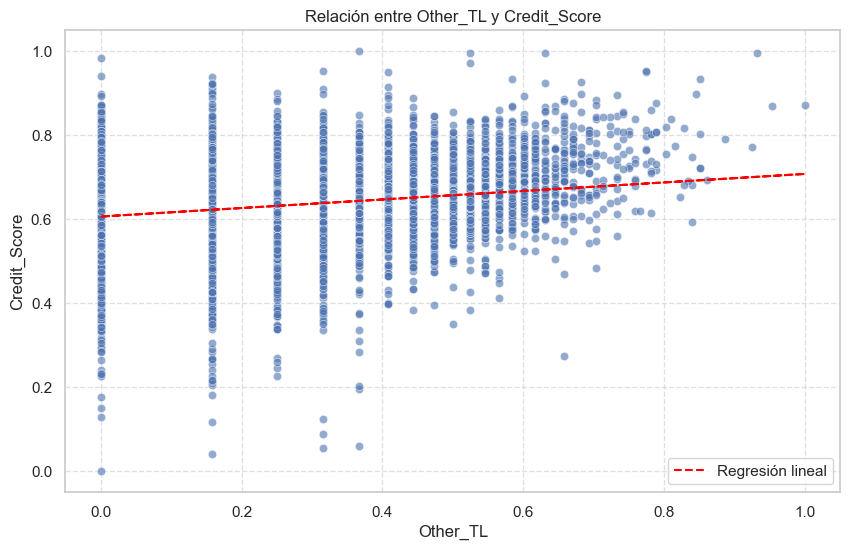 Relación entre Other_TL y Credit_Score
Credit_Score
1.0
0.8
0.6
0.4
0.2
0.0
0.0 0.2 0.4 0.6 0.8 1.0
Other_TL
Regresión lineal